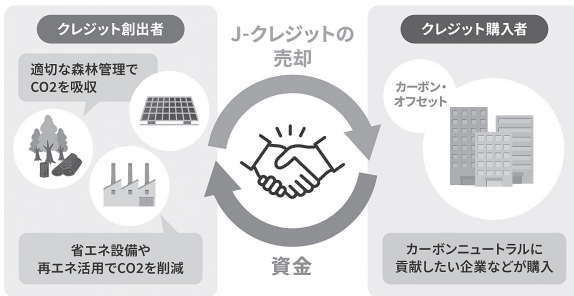 クレジット創出者
適切な森林管理で
CO2を吸収
省エネ設備や
再エネ活用でCO2を削減
J-クレジットの
売却
資金
クレジット購入者
カーボン・
オフセット
カーボンニュートラルに
貢献したい企業などが購入